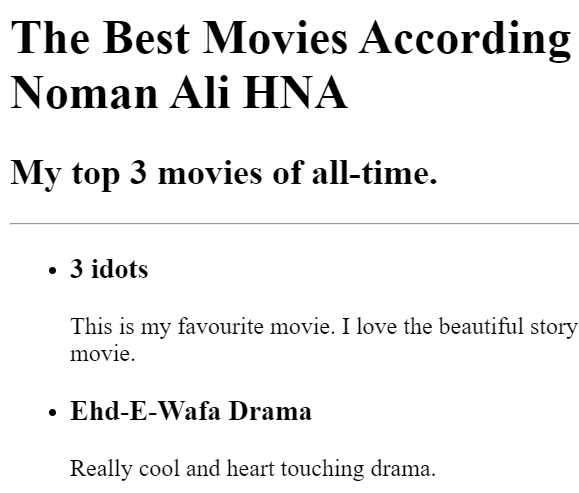 The Best Movies According
Noman Ali HNA
My top 3 movies of all-time.
3 idots
This is my favourite movie. I love the beautiful story
movie.
Ehd-E-Wafa Drama
Really cool and heart touching drama.